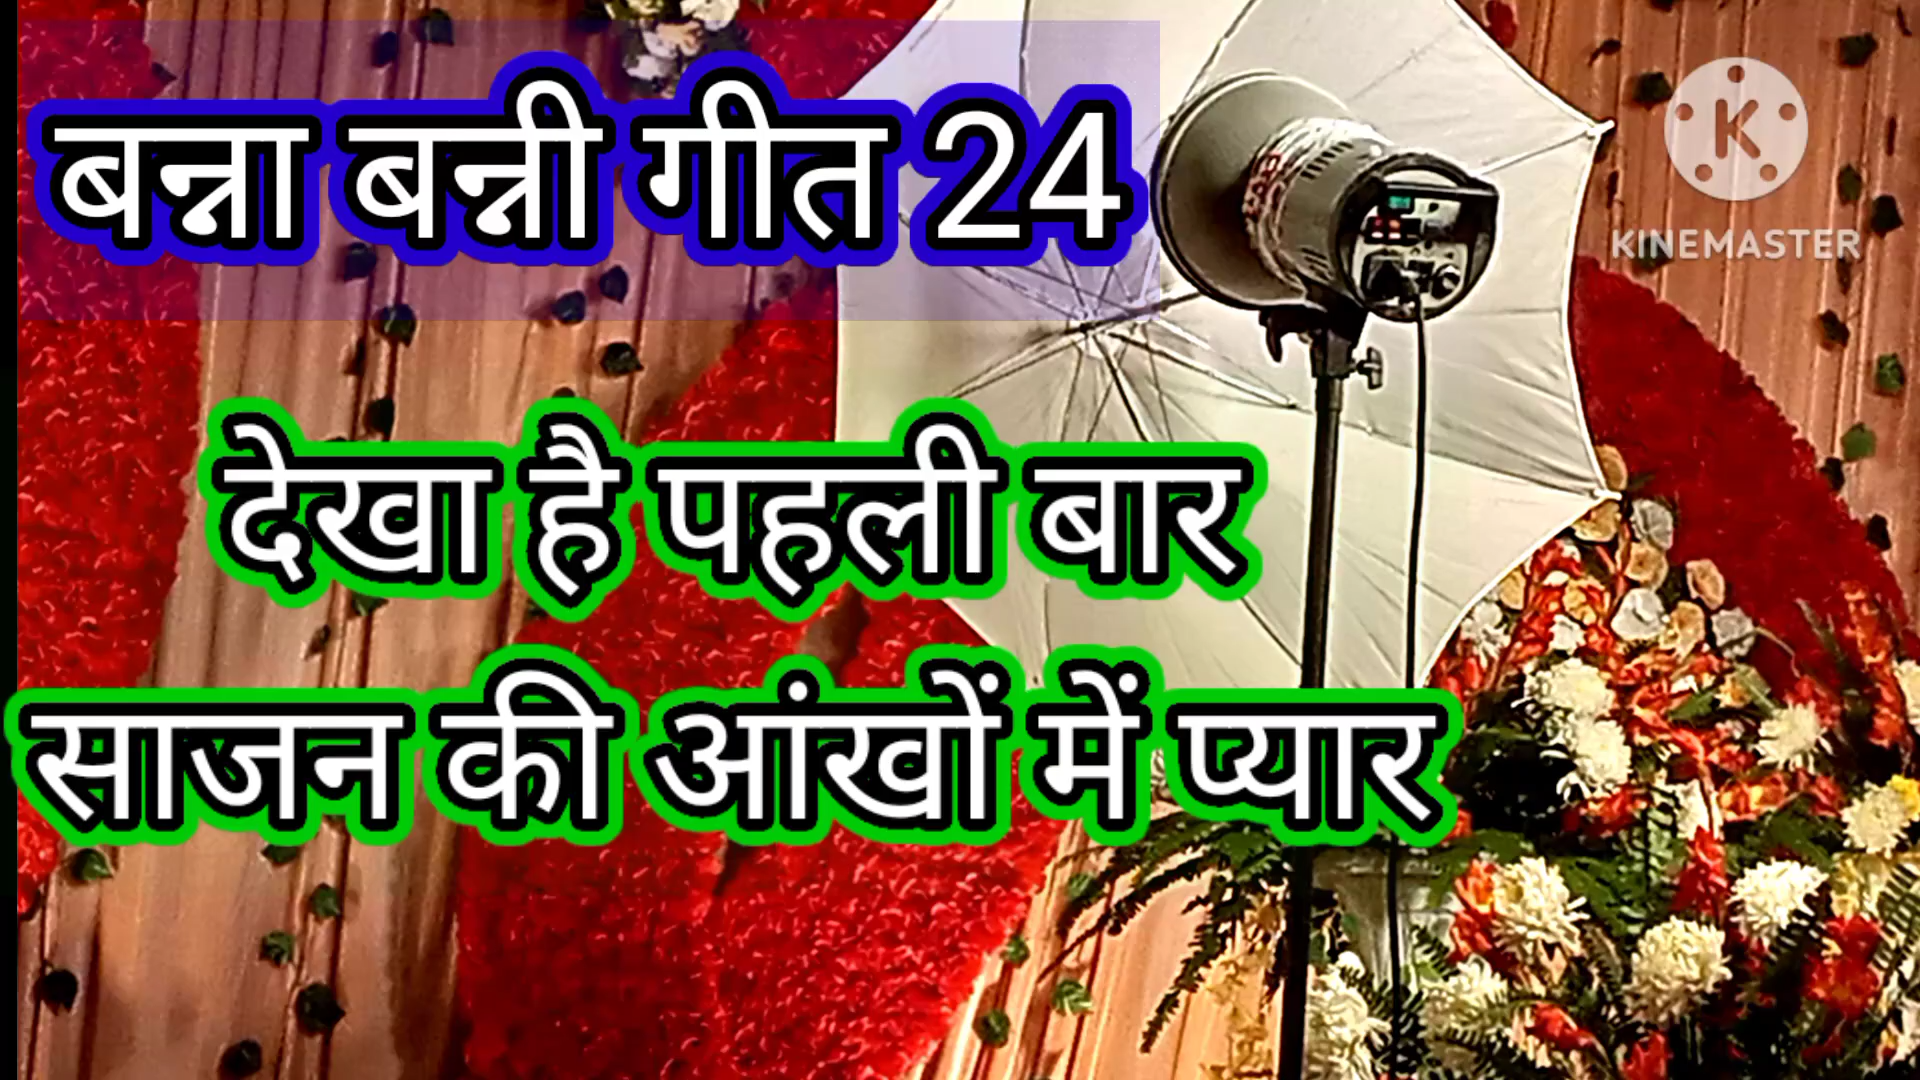 बन्ना बन्नी गीत 24
K
KINEMASTER
देखा है पहली बार
साजन की आंखों में प्यार